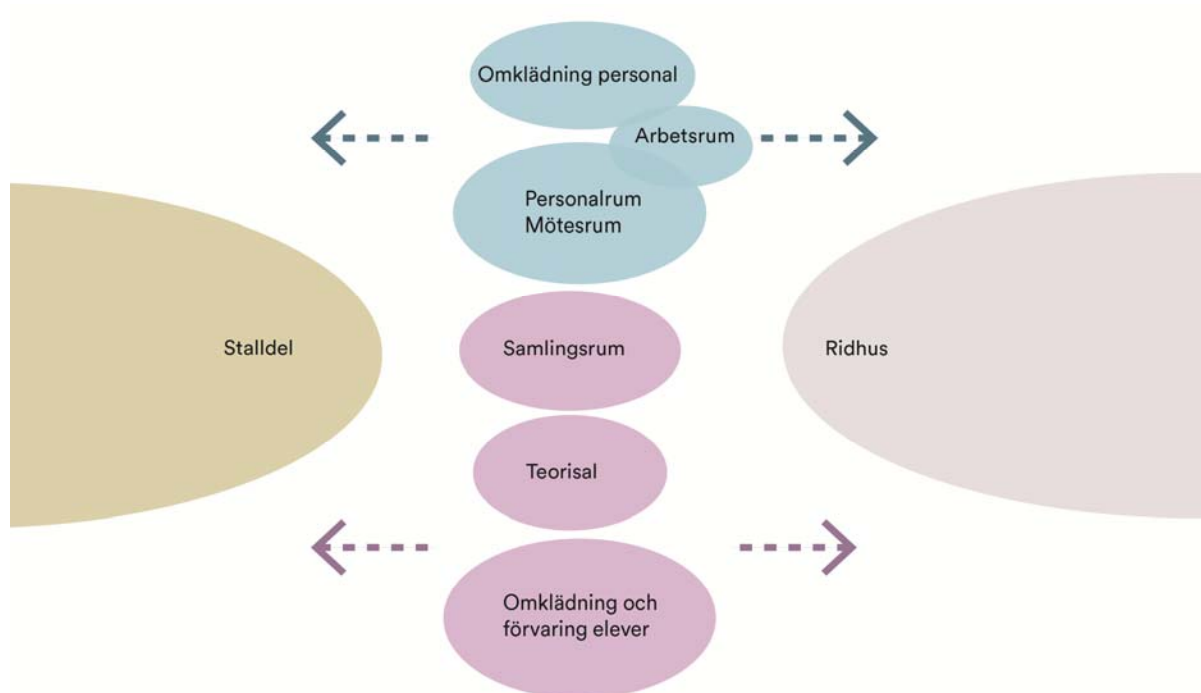 Omklädning personal
Arbetsrum
Personalrum
Mötesrum
Stalldel
Samlingsrum
Ridhus
Teorisal
Omklädning och
förvaring elever